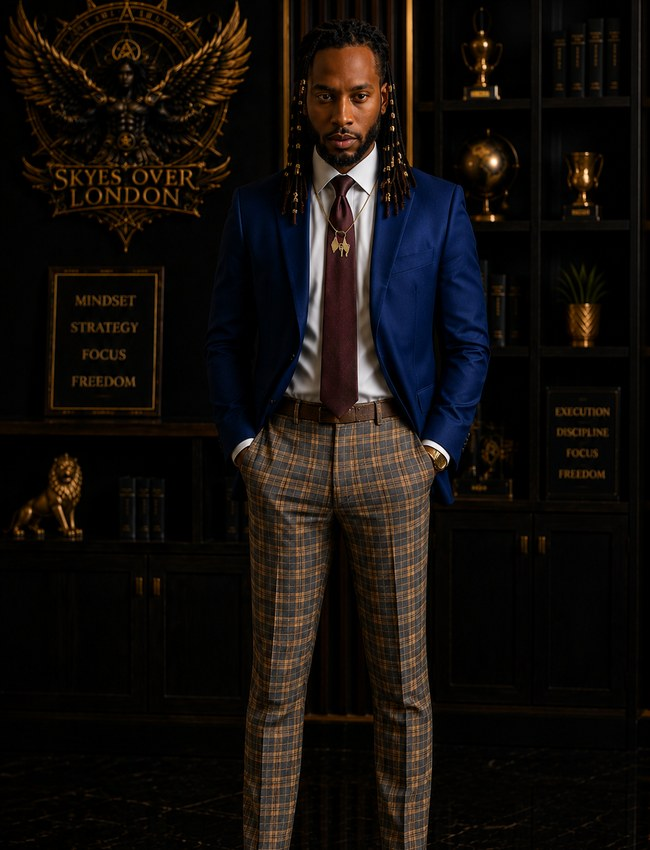 SKYES OVER
LONDON
MINDSET
STRATEGY
FOCUS
FREEDOM
EXECUTION
DISCIPLINE
FOCUS
FREEDOM